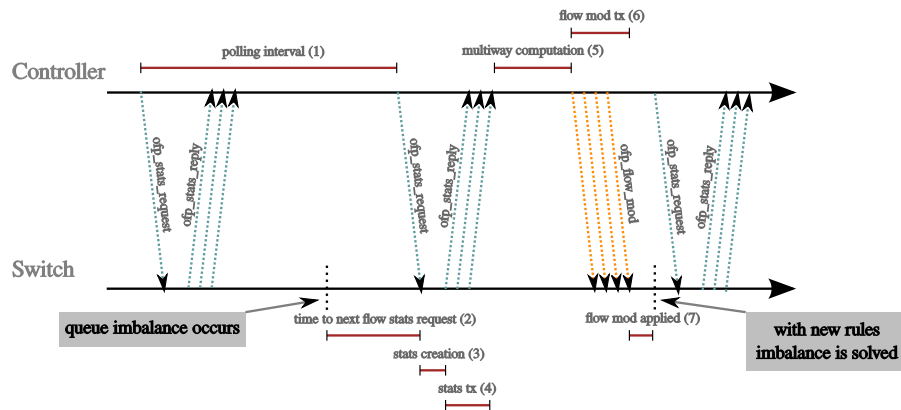 flow mod tx (6)
polling interval (1)
multiway computation (5)
Controller
ofp_stats_request
ofp_stats_reply
ofp_stats_request
ofp_stats_reply
ofp_flow_mod
ofp_stats_request
ofp_stats_reply
Switch
queue imbalance occurs
time to next flow stats request (2)
flow mod applied (7)
with new rules
imbalance is solved
stats creation (3)
stats tx (4)